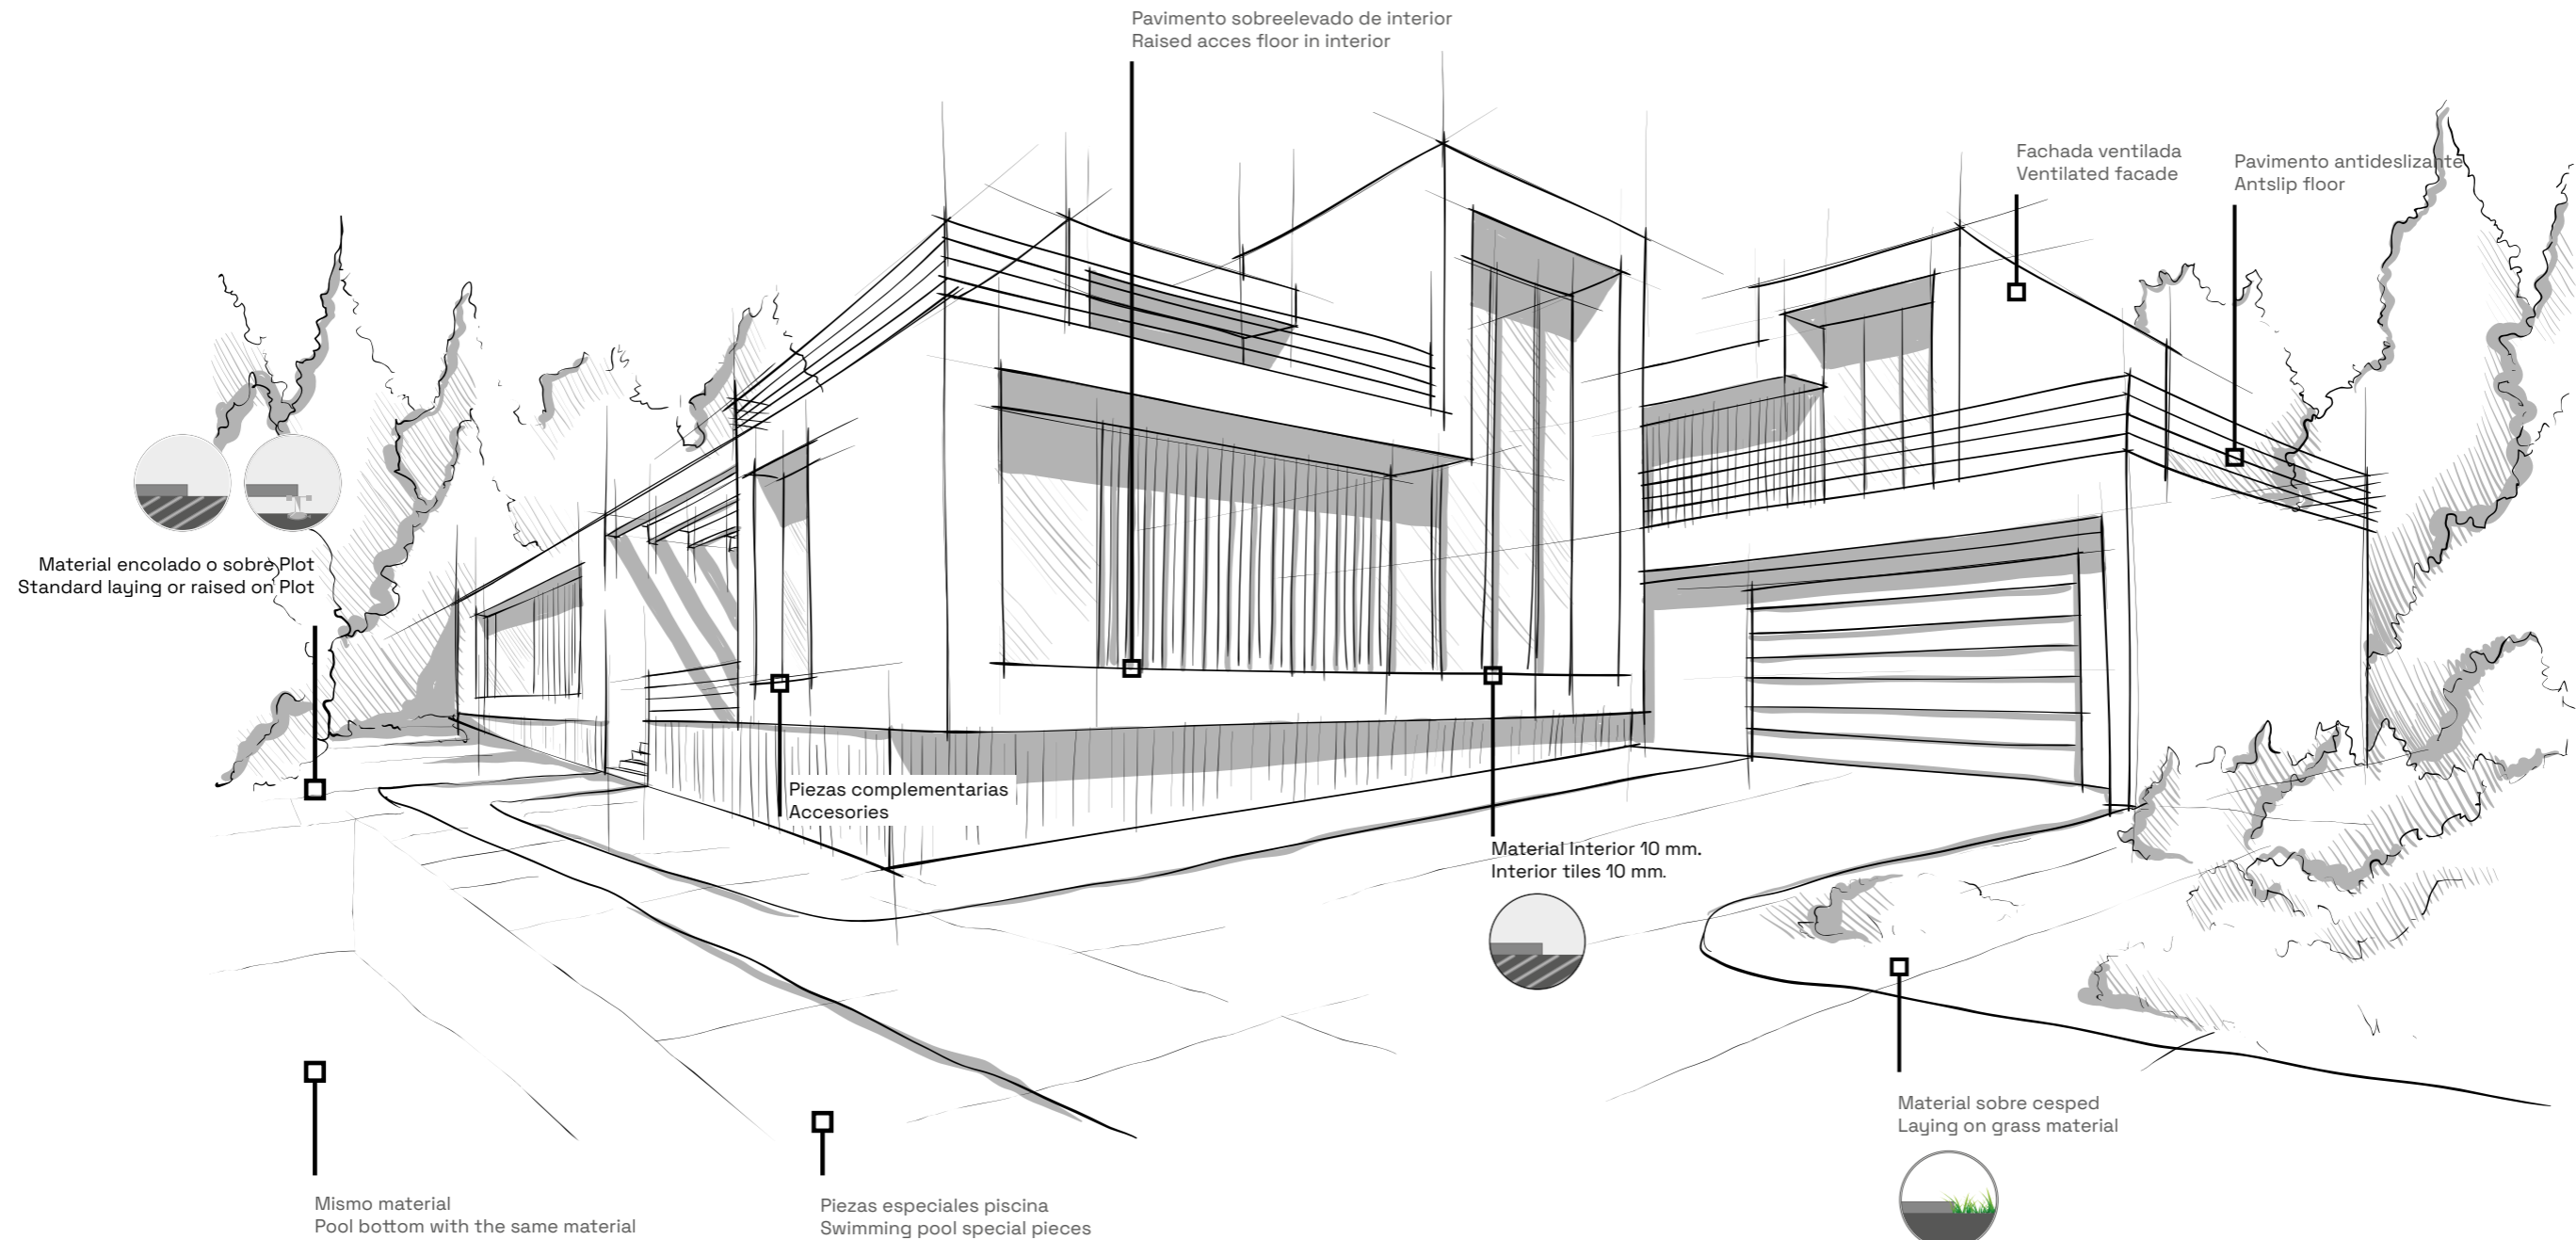 Pavimento sobreelevado de interior
Raised acces floor in interior
Fachada ventilada
Ventilated facade
Pavimento antideslizante
Antslip floor
Material encolado o sobre Plot
Standard laying or raised on Plot
Piezas complementarias
Accesories
Material Interior 10 mm.
Interior tiles 10 mm.
Material sobre cesped
Laying on grass material
Mismo material
Pool bottom with the same material
Piezas especiales piscina
Swimming pool special pieces